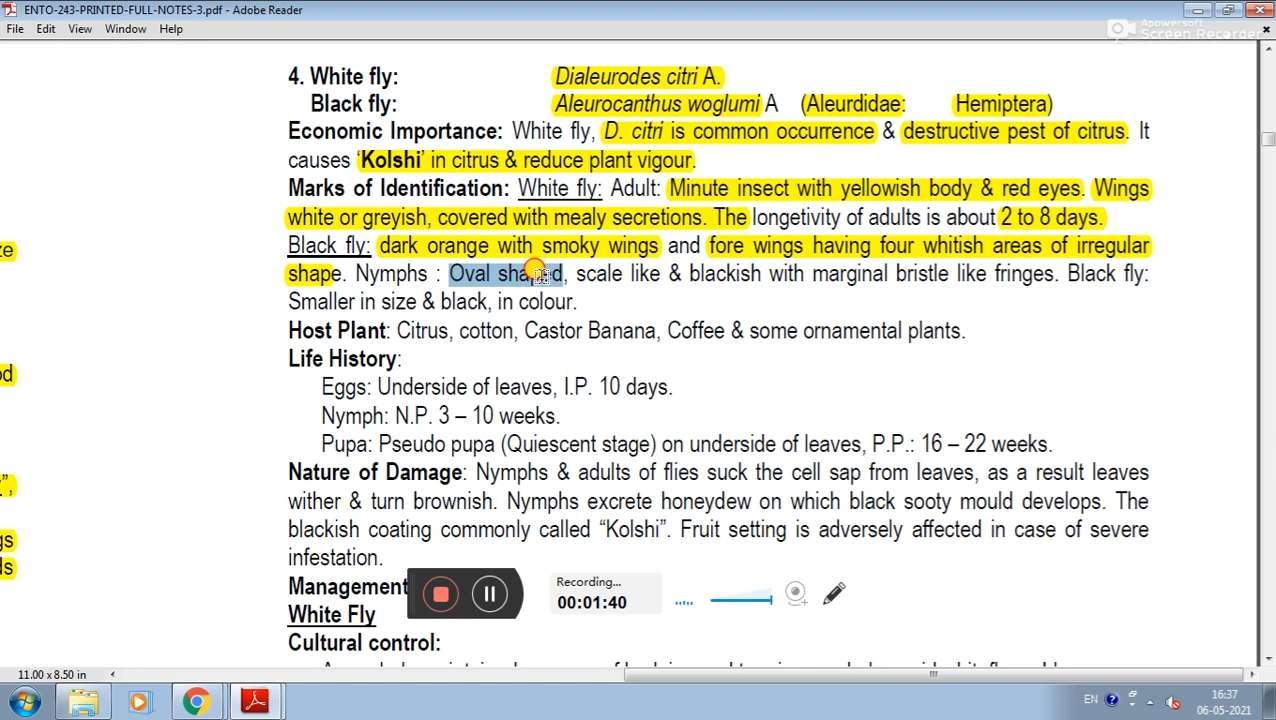 ENTO-243-PRINTED-FULL-NOTES-3.pdf - Adobe Reader
File Edit View Window Help
Apowersoft
Screen Recorder
4. White fly: Dialeurodes citri A.
Black fly: Aleurocanthus woglumi A (Aleurdidae: Hemiptera)
Economic Importance: White fly, D. citri is common occurrence & destructive pest of citrus. It
causes ‘Kolshi’ in citrus & reduce plant vigour.
Marks of Identification: White fly: Adult: Minute insect with yellowish body & red eyes. Wings
white or greyish, covered with mealy secretions. The longetivity of adults is about 2 to 8 days.
Black fly: dark orange with smoky wings and fore wings having four whitish areas of irregular
shape. Nymphs : Oval shaped, scale like & blackish with marginal bristle like fringes. Black fly:
Smaller in size & black, in colour.
Host Plant: Citrus, cotton, Castor Banana, Coffee & some ornamental plants.
Life History:
Eggs: Underside of leaves, I.P. 10 days.
Nymph: N.P. 3 – 10 weeks.
Pupa: Pseudo pupa (Quiescent stage) on underside of leaves, P.P.: 16 – 22 weeks.
Nature of Damage: Nymphs & adults of flies suck the cell sap from leaves, as a result leaves
wither & turn brownish. Nymphs excrete honeydew on which black sooty mould develops. The
blackish coating commonly called “Kolshi”. Fruit setting is adversely affected in case of severe
infestation.
Management
White Fly
Cultural control:
Recording...
00:01:40
11.00 x 8.50 in
EN
16:37
06-05-2021